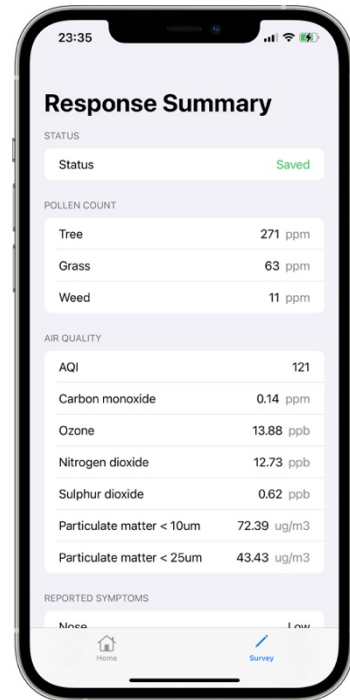 23:35
Response Summary
STATUS
Status Saved
POLLEN COUNT
Tree 271 ppm
Grass 63 ppm
Weed 11 ppm
AIR QUALITY
AQI 121
Carbon monoxide 0.14 ppm
Ozone 13.88 ppb
Nitrogen dioxide 12.73 ppb
Sulphur dioxide 0.62 ppb
Particulate matter < 10um 72.39 ug/m3
Particulate matter < 25um 43.43 ug/m3
REPORTED SYMPTOMS
Nose Low
Home Survey